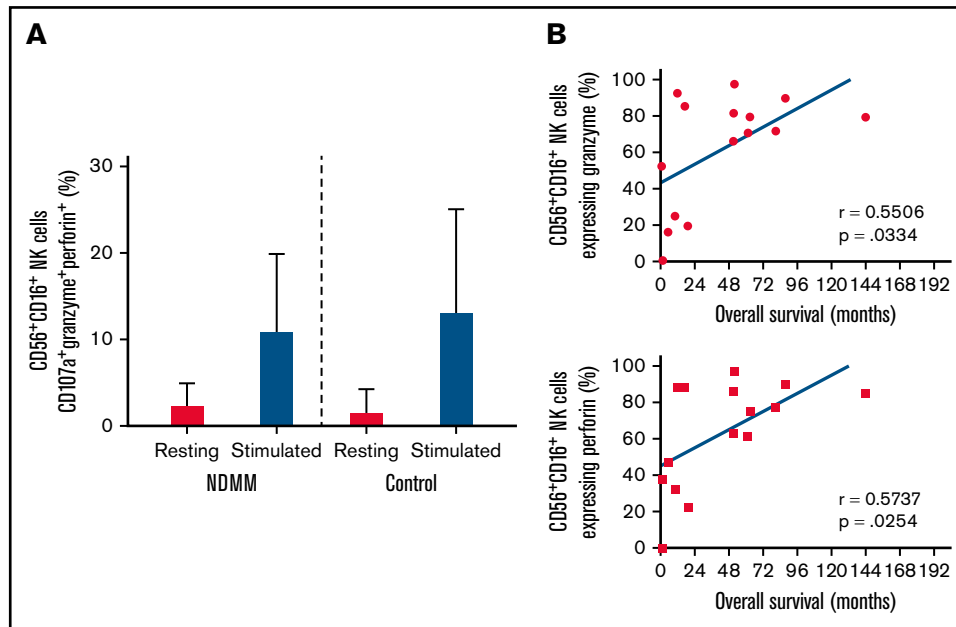 A
CD56⁺CD16⁺ NK cells
CD107a⁺granzyme⁺perforin⁺ (%)
30
20
10
0
Resting Stimulated Resting Stimulated
NDMM Control
B
CD56⁺CD16⁺ NK cells
expressing granzyme (%)
100
80
60
40
20
0
r = 0.5506
p = .0334
0 24 48 72 96 120 144 168 192
Overall survival (months)
CD56⁺CD16⁺ NK cells
expressing perforin (%)
100
80
60
40
20
0
r = 0.5737
p = .0254
0 24 48 72 96 120 144 168 192
Overall survival (months)